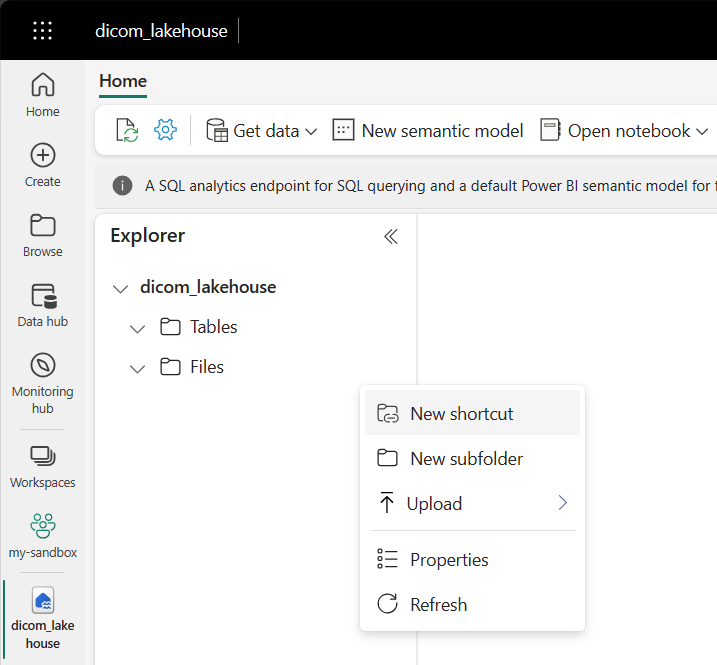 dicom_lakehouse
Home
Home
Get data
New semantic model
Open notebook
Create
A SQL analytics endpoint for SQL querying and a default Power BI semantic model for
Browse
Explorer
dicom_lakehouse
Data hub
Tables
Files
Monitoring
hub
New shortcut
New subfolder
Workspaces
Upload
my-sandbox
Properties
Refresh
dicom_lake
house